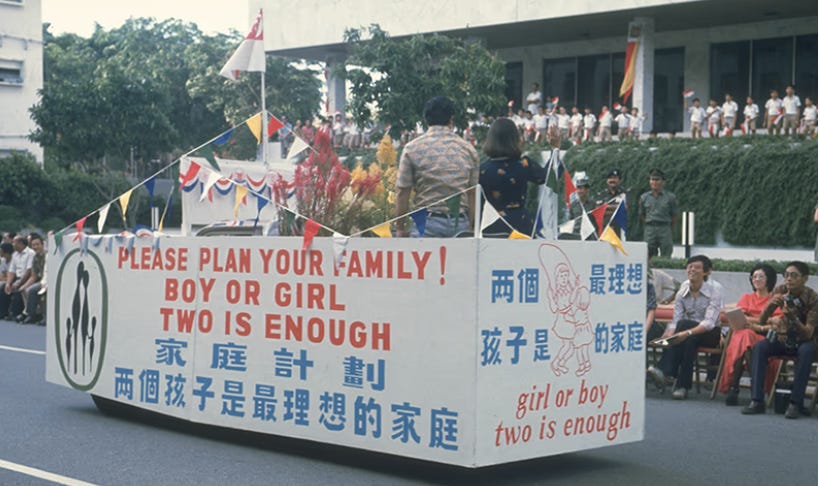 PLEASE PLAN YOUR FAMILY!
BOY OR GIRL
TWO IS ENOUGH
家庭計劃
两個孩子是最理想的家庭
两個 最理想
孩子是 的家庭
girl or boy
two is enough